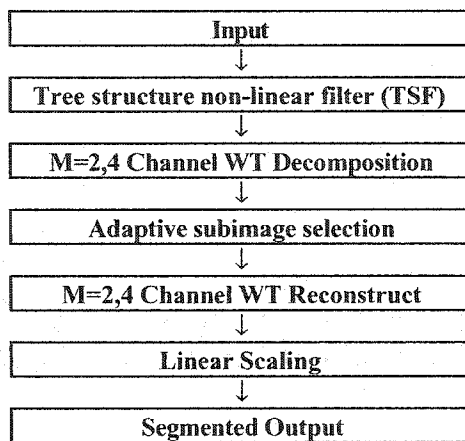 Input
↓
Tree structure non-linear filter (TSF)
↓
M=2,4 Channel WT Decomposition
↓
Adaptive subimage selection
↓
M=2,4 Channel WT Reconstruct
↓
Linear Scaling
↓
Segmented Output